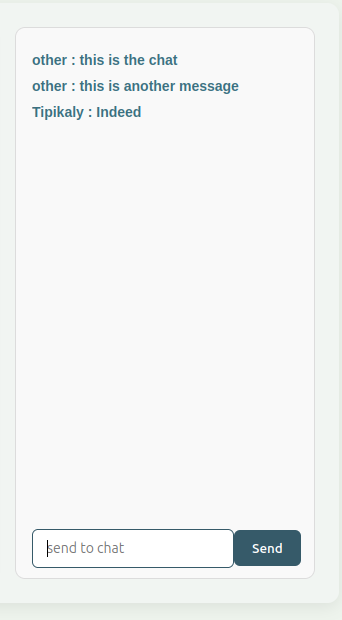 other : this is the chat
other : this is another message
Tipikaly : Indeed
send to chat
Send